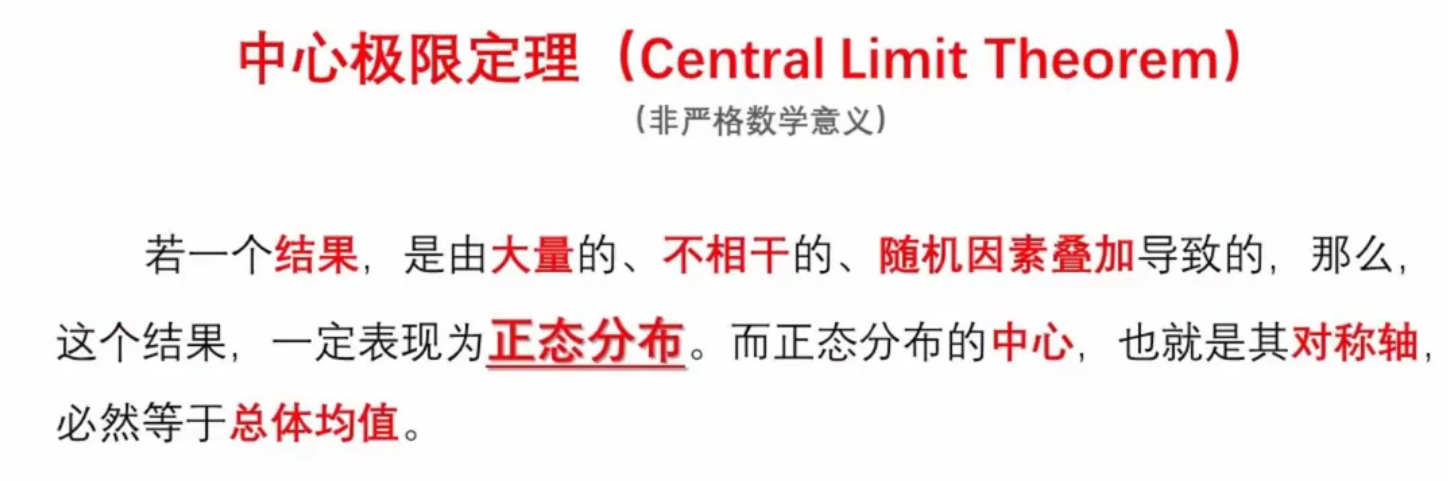 中心极限定理（Central Limit Theorem）
（非严格数学意义）
若一个结果，是由大量的、不相干的、随机因素叠加导致的，那么，
这个结果，一定表现为正态分布。而正态分布的中心，也就是其对称轴，
必然等于总体均值。